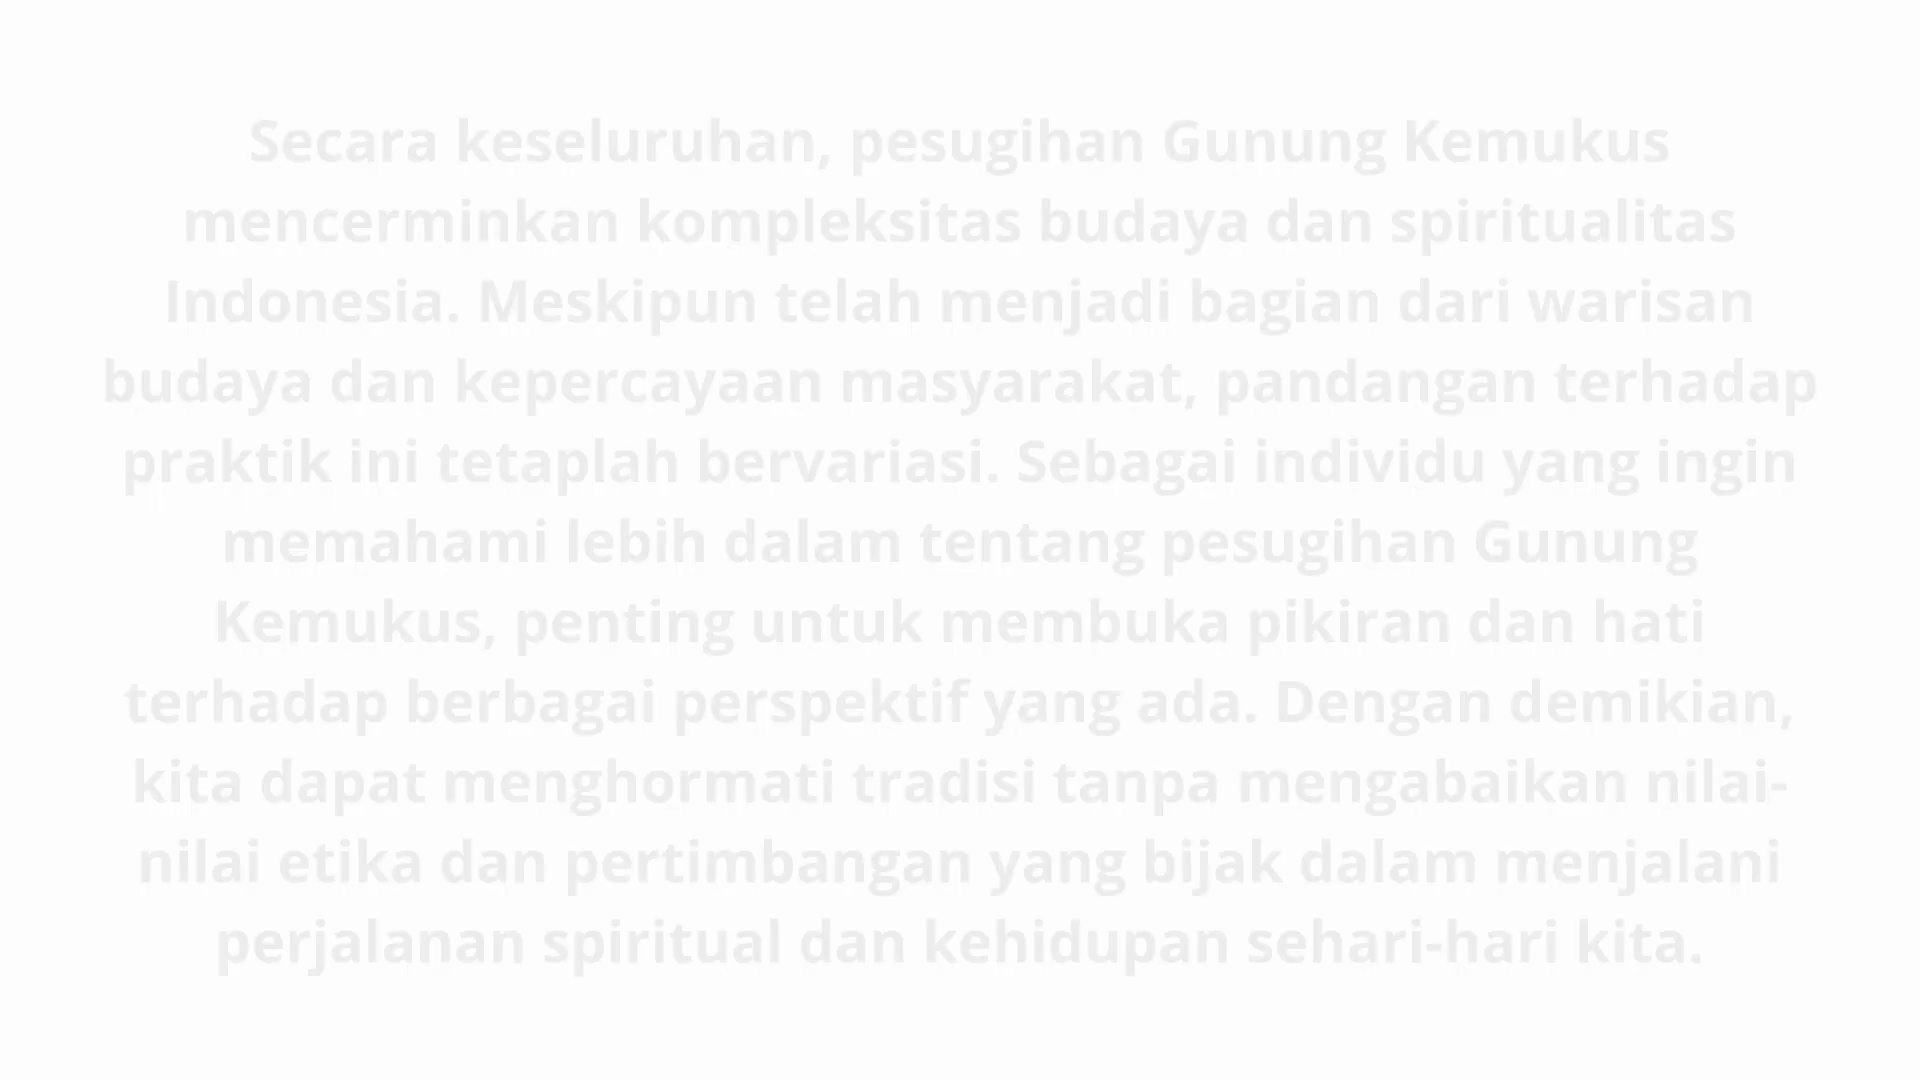 Secara keseluruhan, pesugihan Gunung Kemukus
mencerminkan kompleksitas budaya dan spiritualitas
Indonesia. Meskipun telah menjadi bagian dari warisan
budaya dan kepercayaan masyarakat, pandangan terhadap
praktik ini tetaplah bervariasi. Sebagai individu yang ingin
memahami lebih dalam tentang pesugihan Gunung
Kemukus, penting untuk membuka pikiran dan hati
terhadap berbagai perspektif yang ada. Dengan demikian,
kita dapat menghormati tradisi tanpa mengabaikan nilai-
nilai etika dan pertimbangan yang bijak dalam menjalani
perjalanan spiritual dan kehidupan sehari-hari kita.